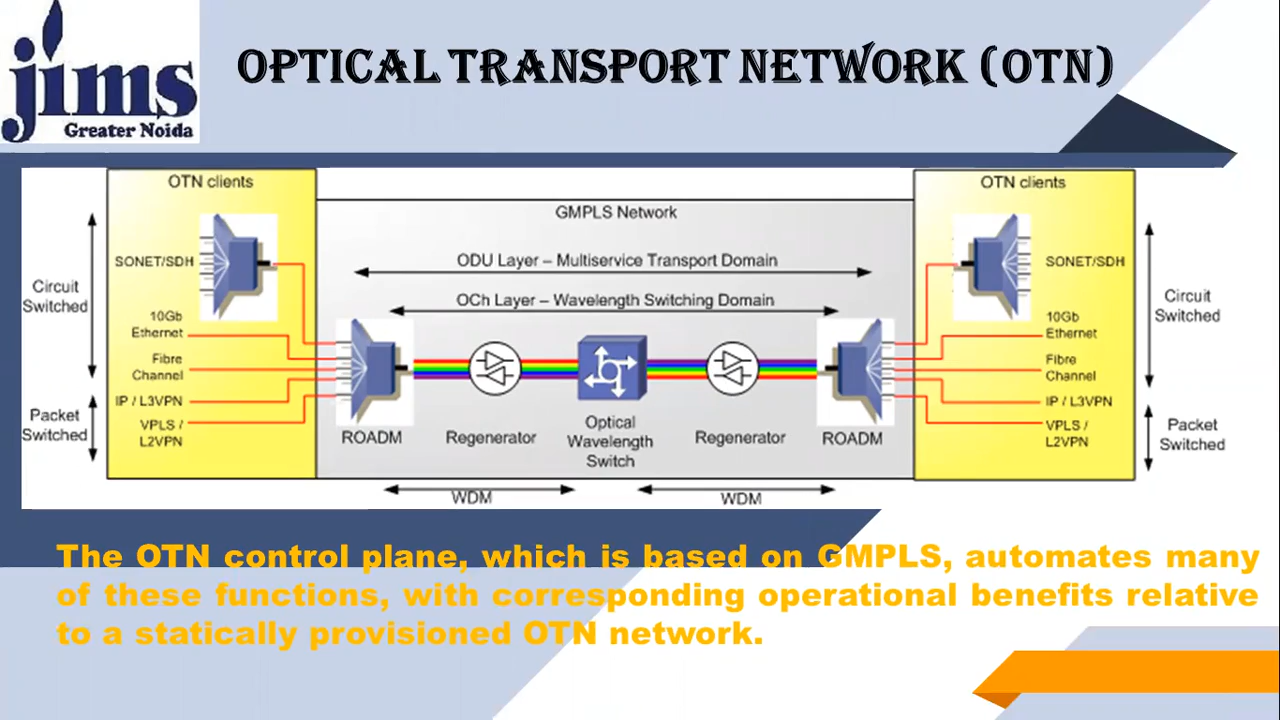 jims
Greater Noida
OPTICAL TRANSPORT NETWORK (OTN)
OTN clients
OTN clients
GMPLS Network
ODU Layer – Multiservice Transport Domain
OCh Layer – Wavelength Switching Domain
Circuit
Switched
Packet
Switched
SONET/SDH
10Gb
Ethernet
Fibre
Channel
IP / L3VPN
VPLS /
L2VPN
ROADM
Regenerator
Optical
Wavelength
Switch
Regenerator
ROADM
WDM
WDM
SONET/SDH
10Gb
Ethernet
Fibre
Channel
IP / L3VPN
VPLS /
L2VPN
Circuit
Switched
Packet
Switched
The OTN control plane, which is based on GMPLS, automates many
of these functions, with corresponding operational benefits relative
to a statically provisioned OTN network.